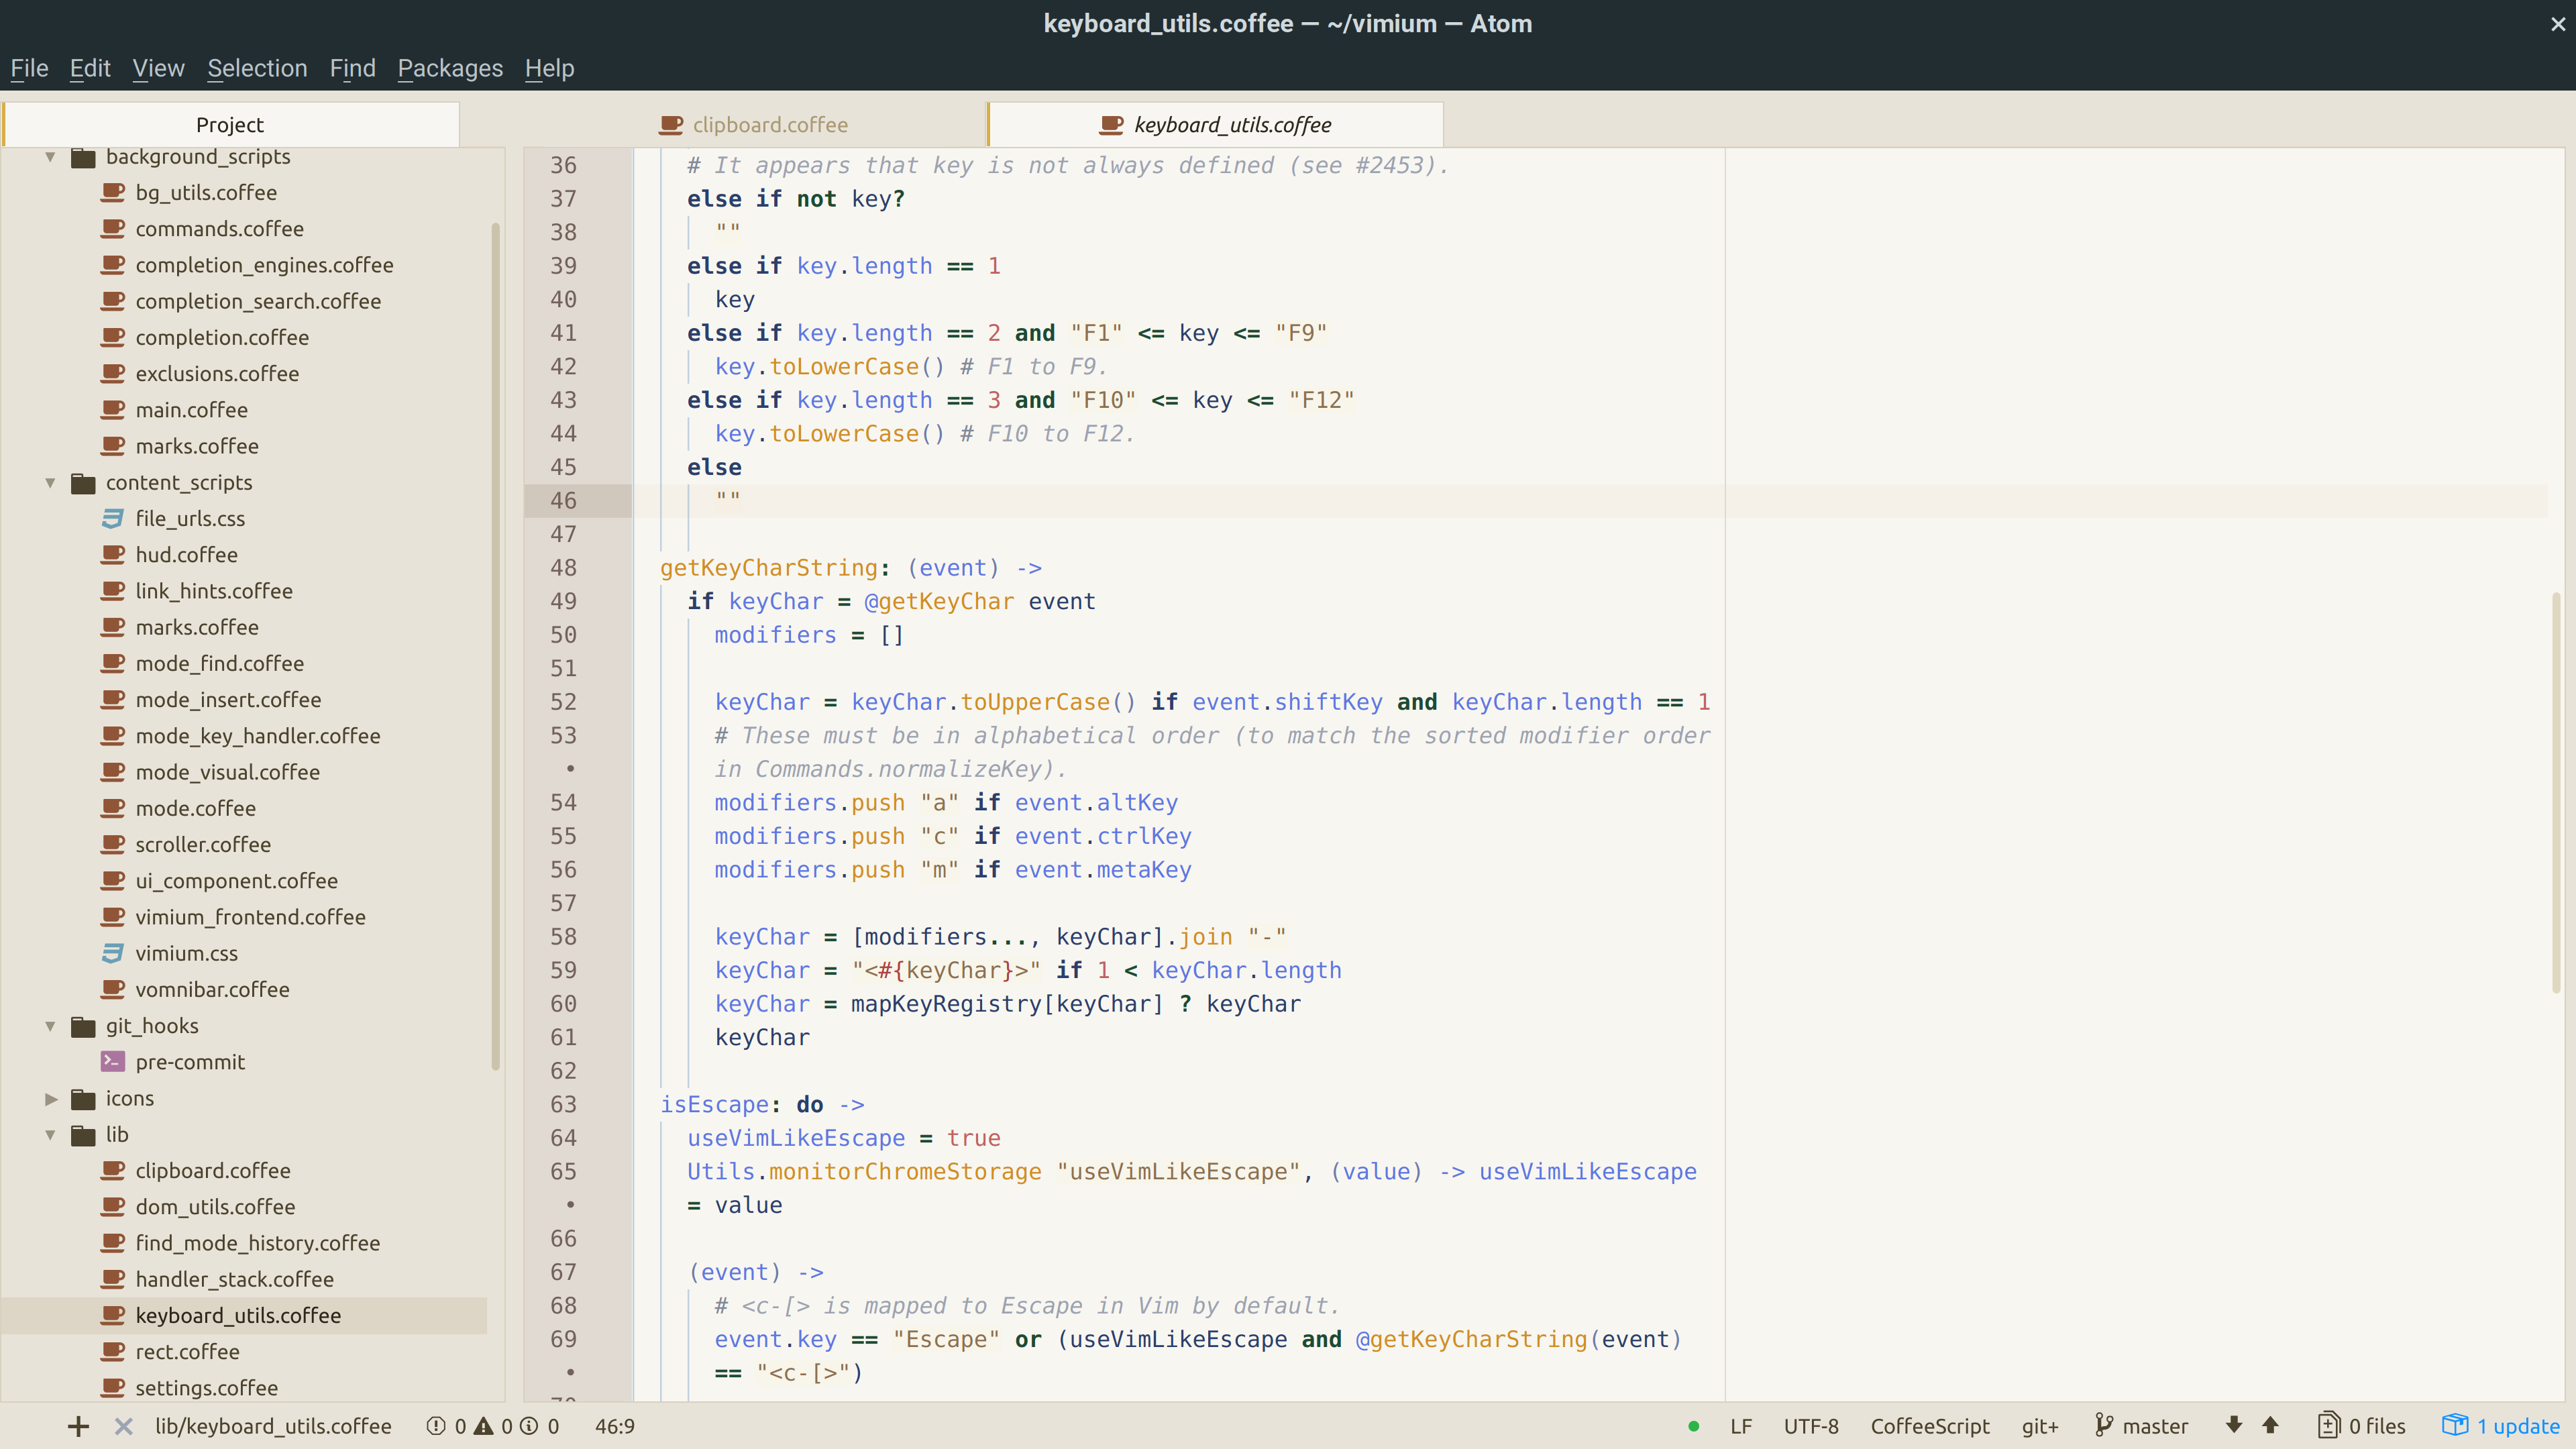 keyboard_utils.coffee — ~/vimium — Atom
File Edit View Selection Find Packages Help
Project
clipboard.coffee
keyboard_utils.coffee
background_scripts
bg_utils.coffee
commands.coffee
completion_engines.coffee
completion_search.coffee
completion.coffee
exclusions.coffee
main.coffee
marks.coffee
content_scripts
file_urls.css
hud.coffee
link_hints.coffee
marks.coffee
mode_find.coffee
mode_insert.coffee
mode_key_handler.coffee
mode_visual.coffee
mode.coffee
scroller.coffee
ui_component.coffee
vimium_frontend.coffee
vimium.css
vomnibar.coffee
git_hooks
pre-commit
icons
lib
clipboard.coffee
dom_utils.coffee
find_mode_history.coffee
handler_stack.coffee
keyboard_utils.coffee
rect.coffee
settings.coffee
36 # It appears that key is not always defined (see #2453).
37 else if not key?
38 ""
39 else if key.length == 1
40 key
41 else if key.length == 2 and "F1" <= key <= "F9"
42 key.toLowerCase() # F1 to F9.
43 else if key.length == 3 and "F10" <= key <= "F12"
44 key.toLowerCase() # F10 to F12.
45 else
46 ""
47
48 getKeyCharString: (event) ->
49 if keyChar = @getKeyChar event
50 modifiers = []
51
52 keyChar = keyChar.toUpperCase() if event.shiftKey and keyChar.length == 1
53 # These must be in alphabetical order (to match the sorted modifier order
• in Commands.normalizeKey).
54 modifiers.push "a" if event.altKey
55 modifiers.push "c" if event.ctrlKey
56 modifiers.push "m" if event.metaKey
57
58 keyChar = [modifiers..., keyChar].join "-"
59 keyChar = "<#{keyChar}>" if 1 < keyChar.length
60 keyChar = mapKeyRegistry[keyChar] ? keyChar
61 keyChar
62
63 isEscape: do ->
64 useVimLikeEscape = true
65 Utils.monitorChromeStorage "useVimLikeEscape", (value) -> useVimLikeEscape
• = value
66
67 (event) ->
68 # <c-[> is mapped to Escape in Vim by default.
69 event.key == "Escape" or (useVimLikeEscape and @getKeyCharString(event)
• == "<c-[>")
70
lib/keyboard_utils.coffee 0 0 0 46:9 LF UTF-8 CoffeeScript git+ master 0 files 1 update